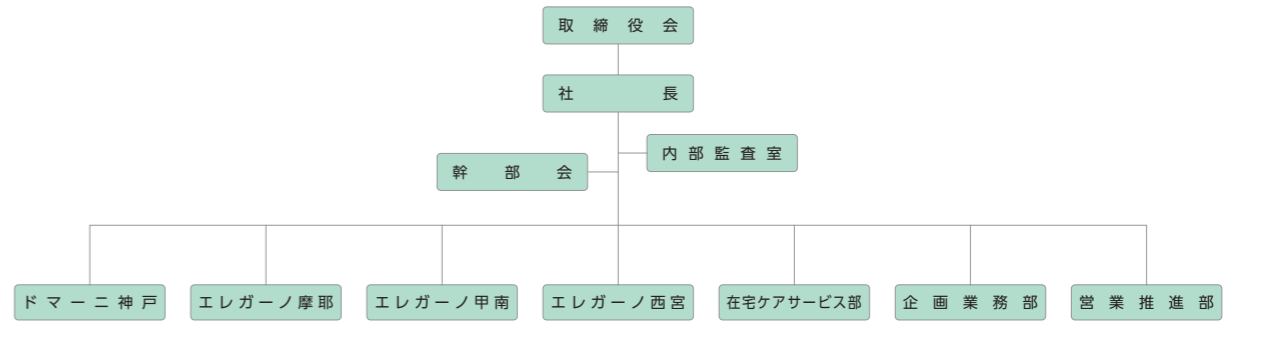 取締役会
社長
内部監査室
幹部会
ドマーニ神戸
エレガーノ摩耶
エレガーノ甲南
エレガーノ西宮
在宅ケアサービス部
企画業務部
営業推進部